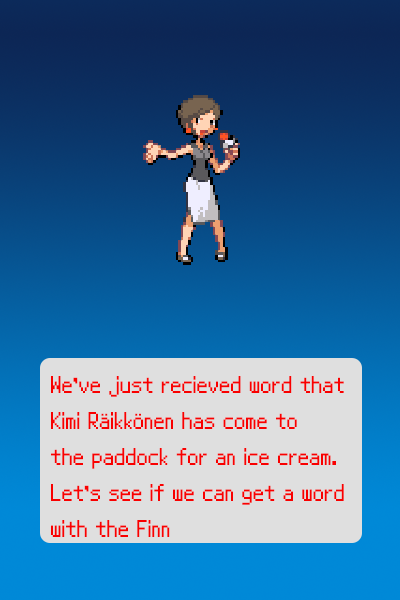 We've just recieved word that
Kimi Räikkönen has come to
the paddock for an ice cream.
Let's see if we can get a word
with the Finn